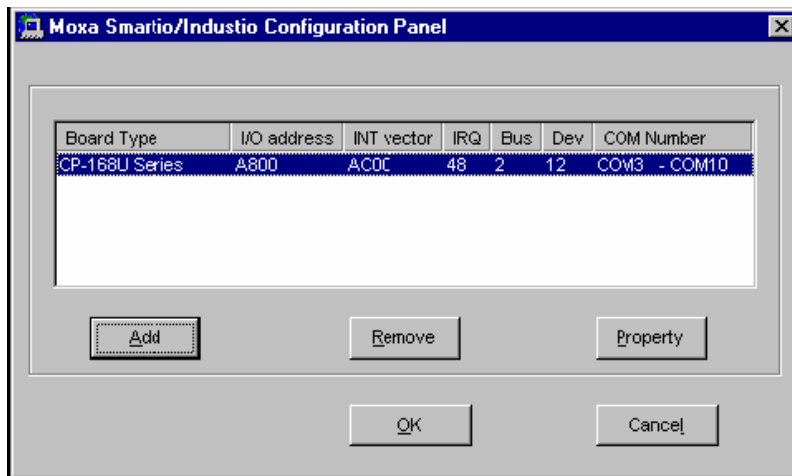 Moxa Smartio/Industio Configuration Panel
Board Type I/O address INT vector IRQ Bus Dev COM Number
CP-168U Series A800 AC00 48 2 12 COM3 - COM10
Add Remove Property
OK Cancel